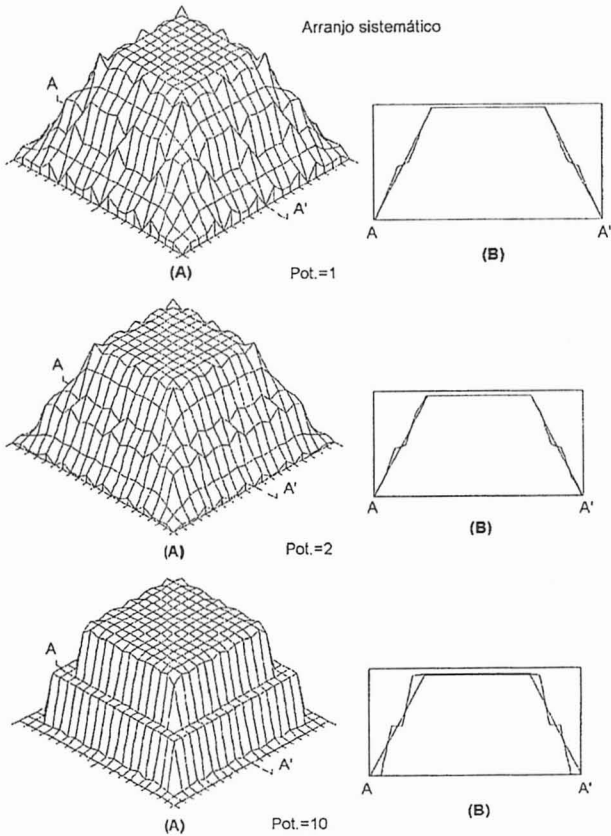 Arranjo sistemático
A
A'
(A)
A
A'
(B)
Pot.=1
A
A'
(A)
A
A'
(B)
Pot.=2
A
A'
(A)
A
A'
(B)
Pot.=10